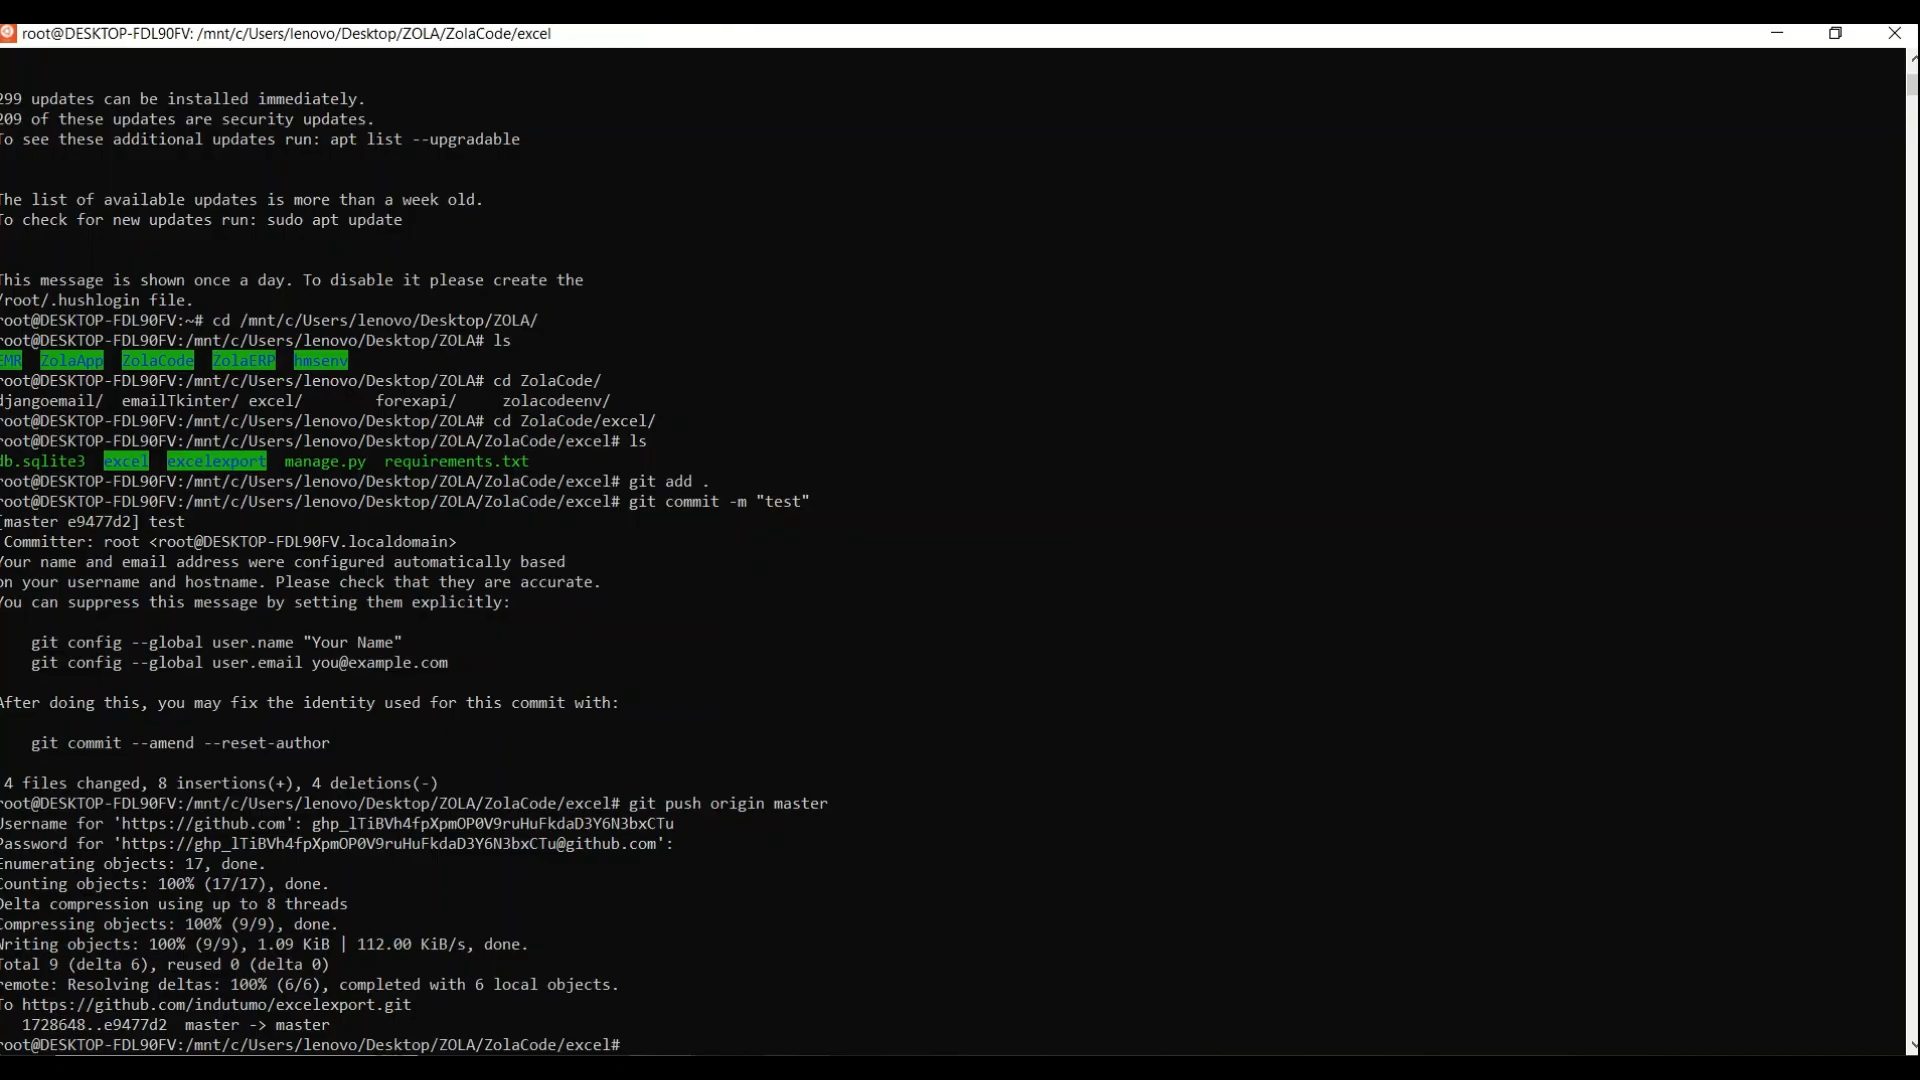 root@DESKTOP-FDL90FV: /mnt/c/Users/lenovo/Desktop/ZOLA/ZolaCode/excel
299 updates can be installed immediately.
209 of these updates are security updates.
To see these additional updates run: apt list --upgradable
The list of available updates is more than a week old.
To check for new updates run: sudo apt update
This message is shown once a day. To disable it please create the
/root/.hushlogin file.
root@DESKTOP-FDL90FV:~# cd /mnt/c/Users/lenovo/Desktop/ZOLA/
root@DESKTOP-FDL90FV:/mnt/c/Users/lenovo/Desktop/ZOLA# ls
EMR ZolaApp ZolaCode ZolaERP hmsenv
root@DESKTOP-FDL90FV:/mnt/c/Users/lenovo/Desktop/ZOLA# cd ZolaCode/
djangoemail/ emailTkinter/ excel/ forexapi/ zolacodeenv/
root@DESKTOP-FDL90FV:/mnt/c/Users/lenovo/Desktop/ZOLA# cd ZolaCode/excel/
root@DESKTOP-FDL90FV:/mnt/c/Users/lenovo/Desktop/ZOLA/ZolaCode/excel# ls
db.sqlite3 excel excelexport manage.py requirements.txt
root@DESKTOP-FDL90FV:/mnt/c/Users/lenovo/Desktop/ZOLA/ZolaCode/excel# git add .
root@DESKTOP-FDL90FV:/mnt/c/Users/lenovo/Desktop/ZOLA/ZolaCode/excel# git commit -m "test"
[master e9477d2] test
Committer: root <root@DESKTOP-FDL90FV.localdomain>
Your name and email address were configured automatically based
on your username and hostname. Please check that they are accurate.
You can suppress this message by setting them explicitly:
git config --global user.name "Your Name"
git config --global user.email you@example.com
After doing this, you may fix the identity used for this commit with:
git commit --amend --reset-author
4 files changed, 8 insertions(+), 4 deletions(-)
root@DESKTOP-FDL90FV:/mnt/c/Users/lenovo/Desktop/ZOLA/ZolaCode/excel# git push origin master
Username for 'https://github.com':
Password for 'https://@github.com':
Enumerating objects: 17, done.
Counting objects: 100% (17/17), done.
Delta compression using up to 8 threads
Compressing objects: 100% (9/9), done.
Writing objects: 100% (9/9), 1.09 KiB | 112.00 KiB/s, done.
Total 9 (delta 6), reused 0 (delta 0)
remote: Resolving deltas: 100% (6/6), completed with 6 local objects.
To https://github.com/indutumo/excelexport.git
1728648..e9477d2 master -> master
root@DESKTOP-FDL90FV:/mnt/c/Users/lenovo/Desktop/ZOLA/ZolaCode/excel#